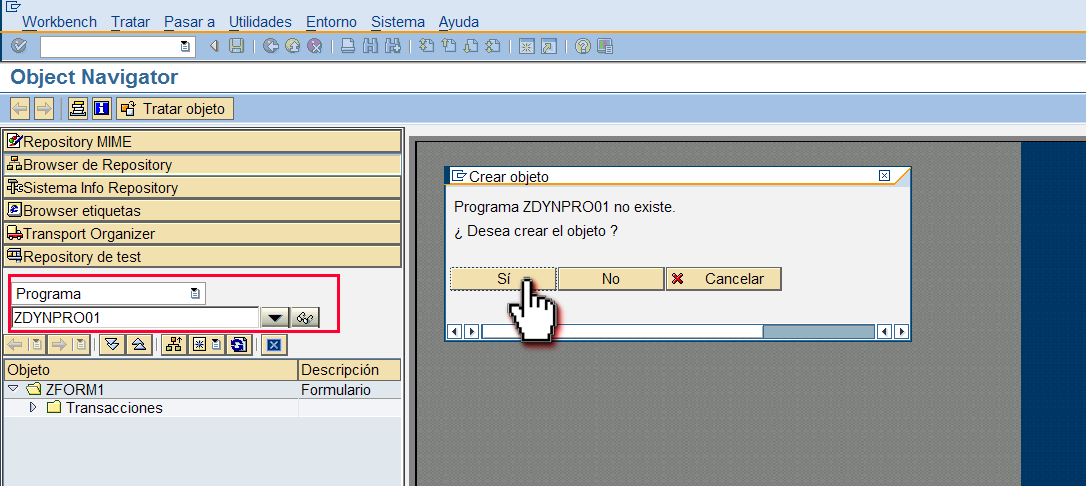 Workbench Tratar Pasar a Utilidades Entorno Sistema Ayuda
Object Navigator
Tratar objeto
Repository MIME
Browser de Repository
Sistema Info Repository
Browser etiquetas
Transport Organizer
Repository de test
Programa
ZDYNPRO01
Objeto Descripción
ZFORM1 Formulario
Transacciones
Crear objeto
Programa ZDYNPRO01 no existe.
¿ Desea crear el objeto ?
Sí No Cancelar